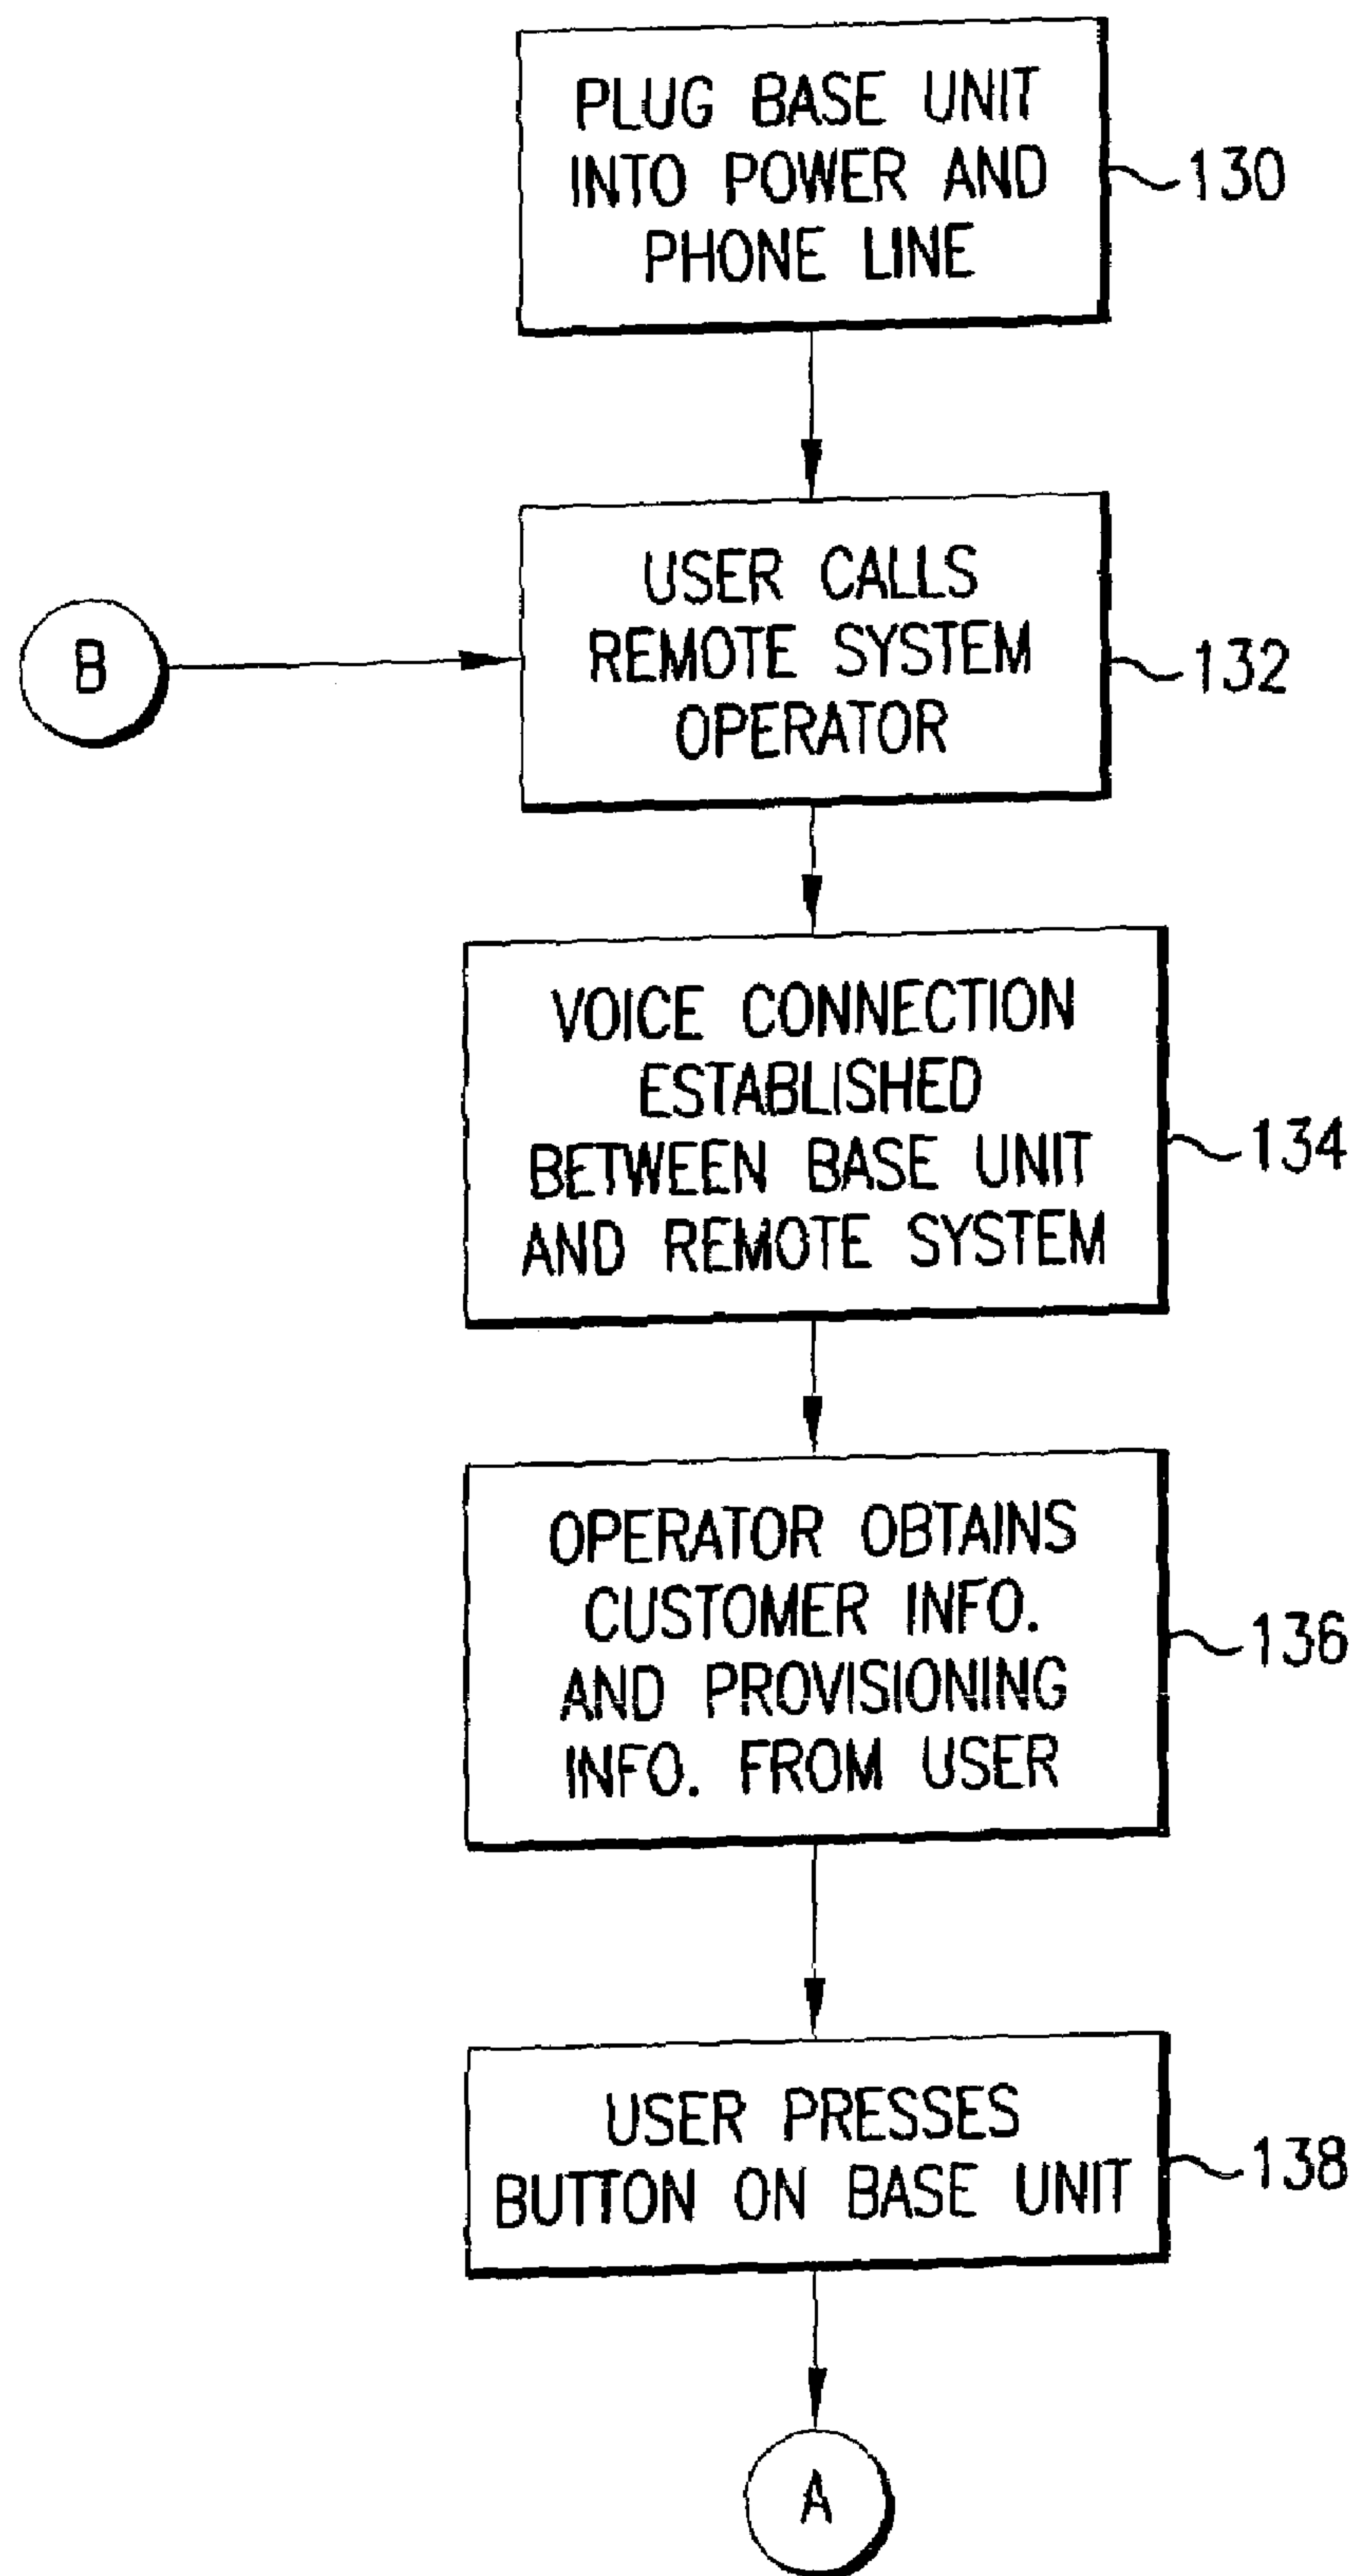 PLUG BASE UNIT
INTO POWER AND
PHONE LINE
130
USER CALLS
REMOTE SYSTEM
OPERATOR
132
B
VOICE CONNECTION
ESTABLISHED
BETWEEN BASE UNIT
AND REMOTE SYSTEM
134
OPERATOR OBTAINS
CUSTOMER INFO.
AND PROVISIONING
INFO. FROM USER
136
USER PRESSES
BUTTON ON BASE UNIT
138
A